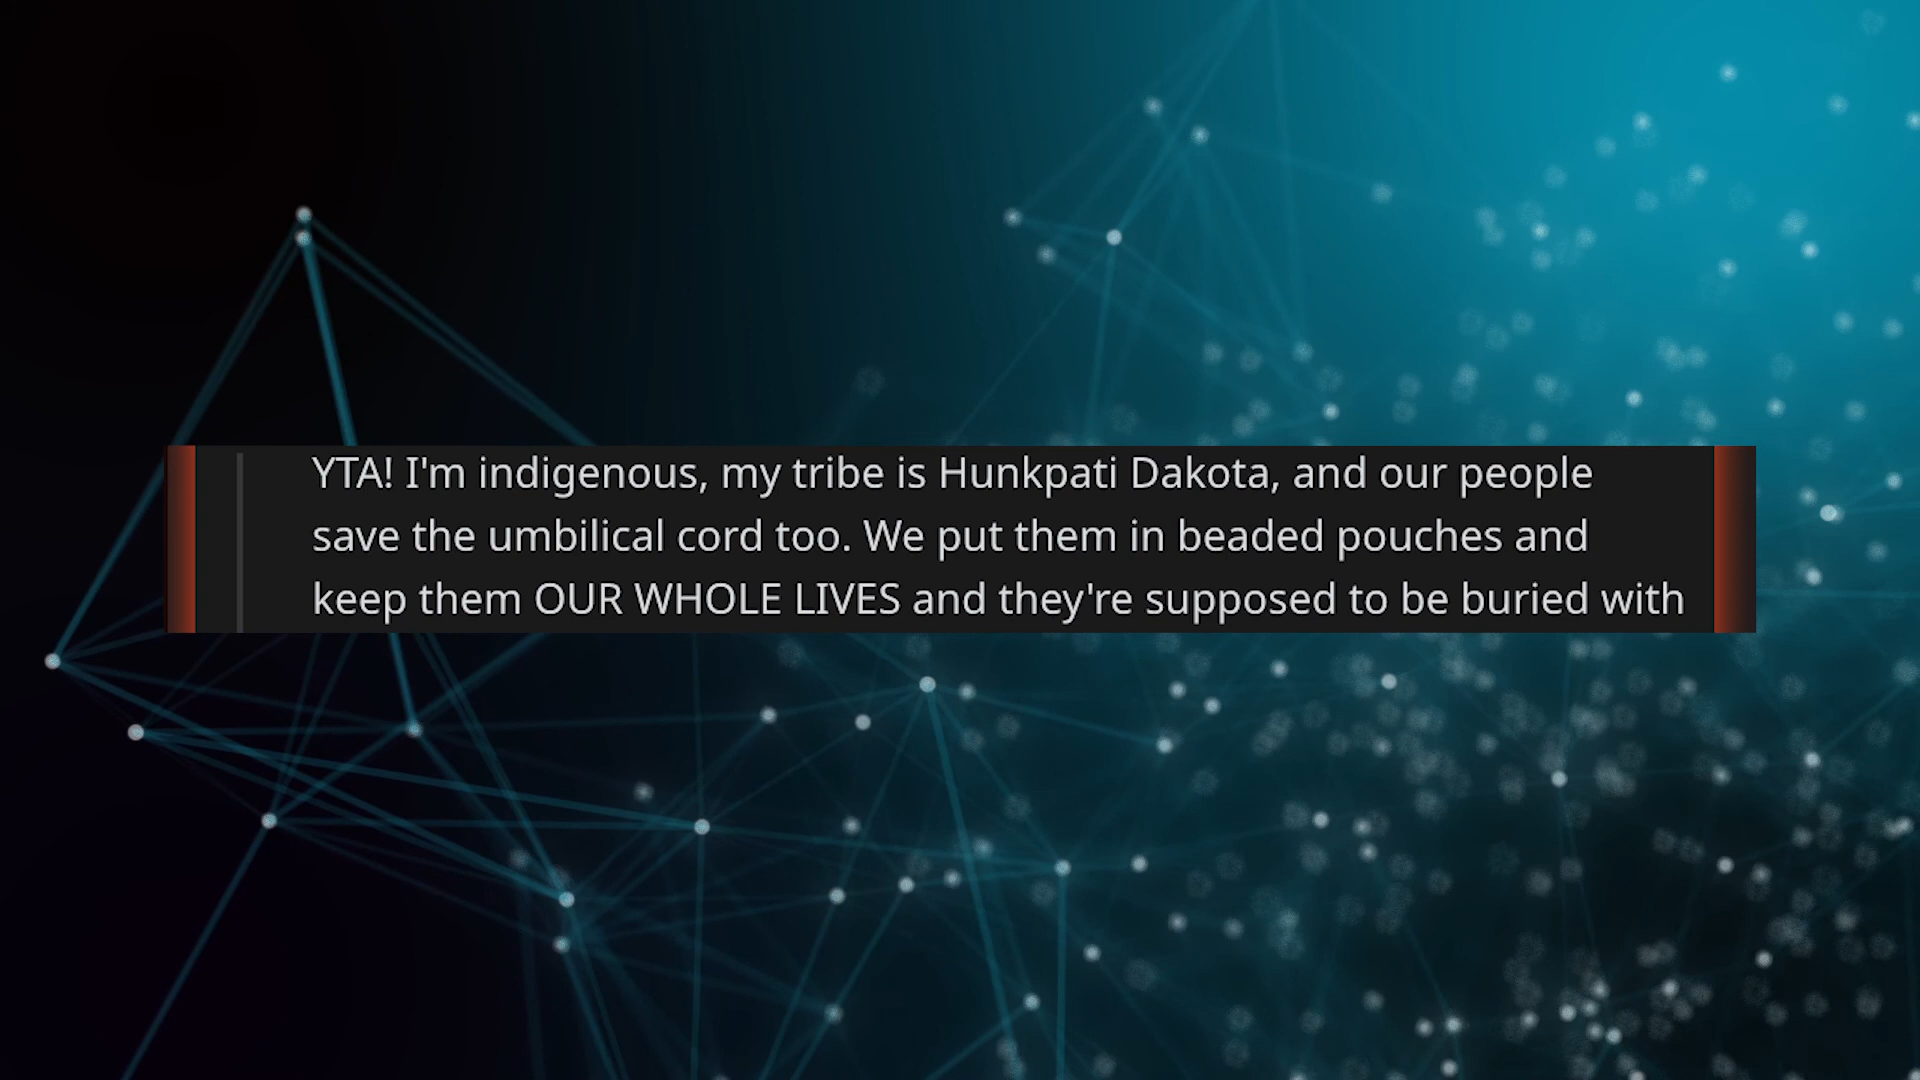 YTA! I'm indigenous, my tribe is Hunkpati Dakota, and our people
save the umbilical cord too. We put them in beaded pouches and
keep them OUR WHOLE LIVES and they're supposed to be buried with